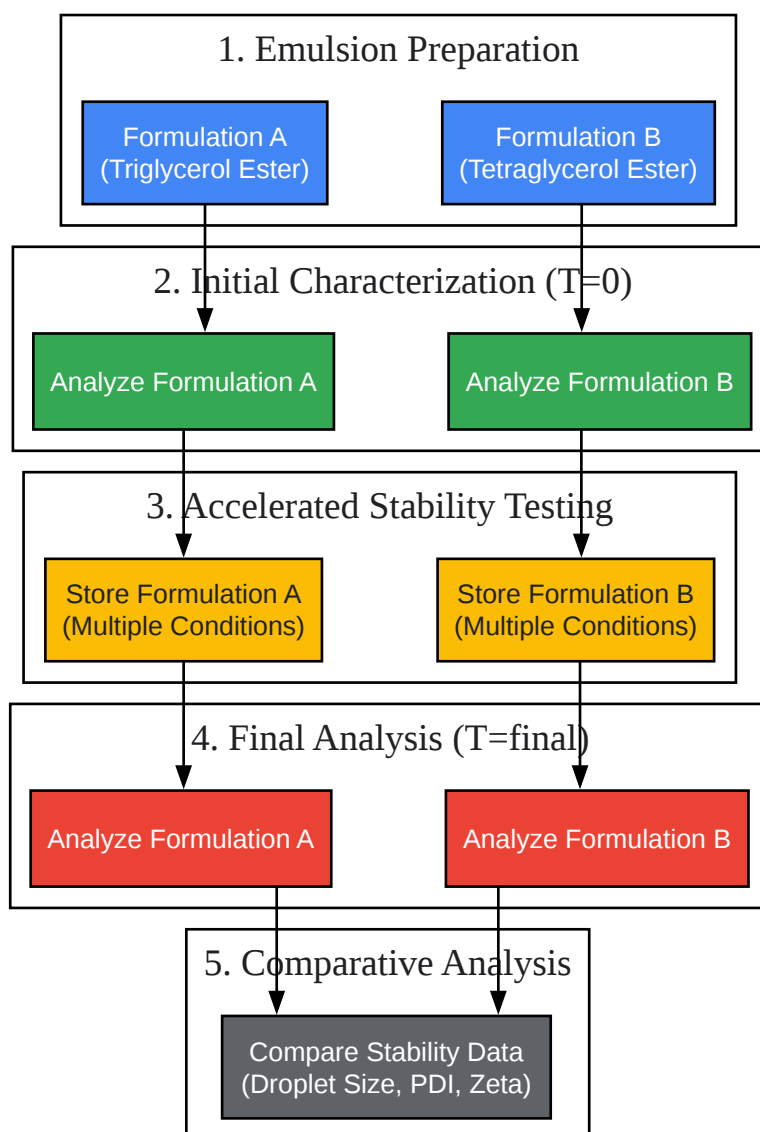 1. Emulsion Preparation
Formulation A
(Triglycerol Ester)
Formulation B
(Tetraglycerol Ester)
2. Initial Characterization (T=0)
Analyze Formulation A
Analyze Formulation B
3. Accelerated Stability Testing
Store Formulation A
(Multiple Conditions)
Store Formulation B
(Multiple Conditions)
4. Final Analysis (T=final)
Analyze Formulation A
Analyze Formulation B
5. Comparative Analysis
Compare Stability Data
(Droplet Size, PDI, Zeta)